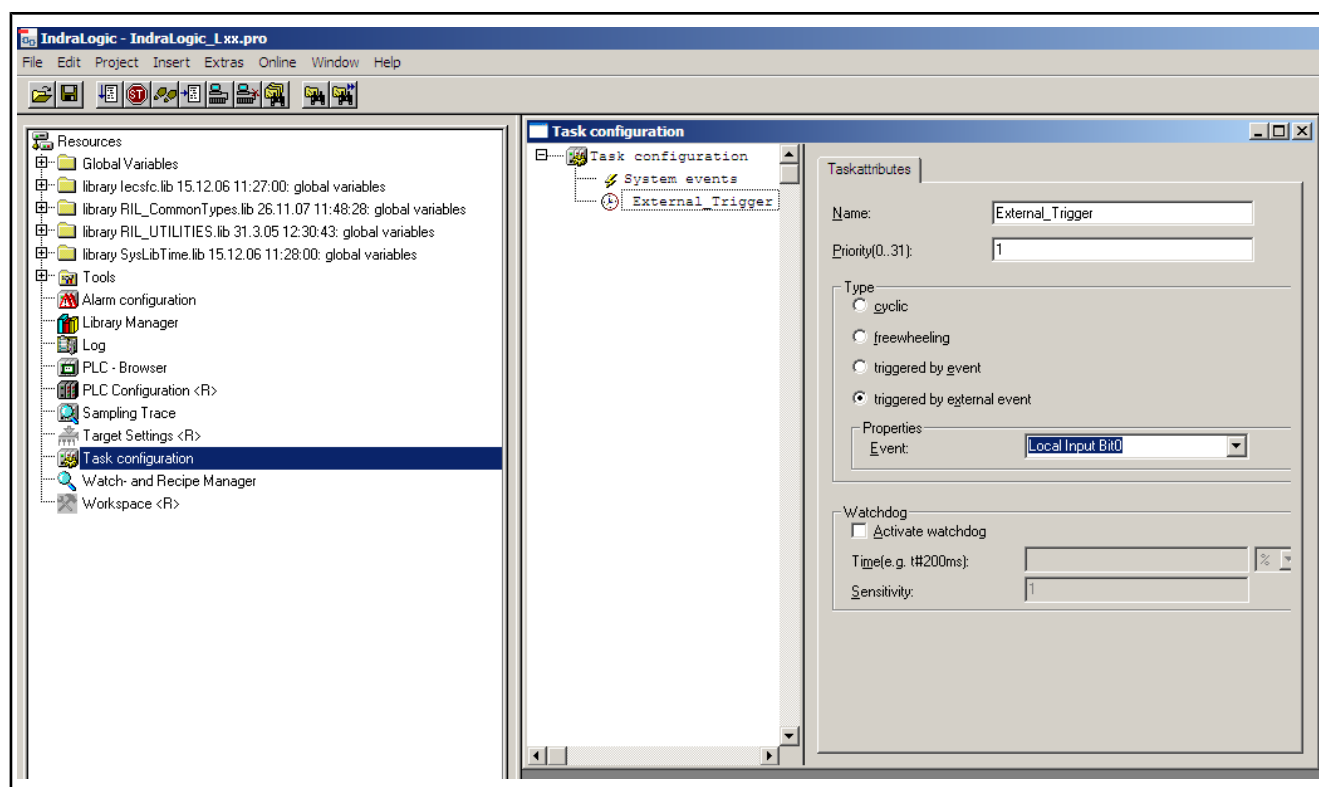 IndraLogic - IndraLogic_Lxx.pro
File Edit Project Insert Extras Online Window Help
ST
Resources
Global Variables
library Iecsfc.lib 15.12.06 11:27:00: global variables
library RIL_CommonTypes.lib 26.11.07 11:48:28: global variables
library RIL_UTILITIES.lib 31.3.05 12:30:43: global variables
library SysLibTime.lib 15.12.06 11:28:00: global variables
Tools
Alarm configuration
Library Manager
Log
PLC - Browser
PLC Configuration <R>
Sampling Trace
Target Settings <R>
Task configuration
Watch- and Recipe Manager
Workspace <R>
Task configuration
Task configuration
System events
External_Trigger
Taskattributes
Name: External_Trigger
Priority(0..31): 1
Type
cyclic
freewheeling
triggered by event
triggered by external event
Properties
Event: Local Input Bit0
Watchdog
Activate watchdog
Time(e.g. t#200ms): %
Sensitivity: 1